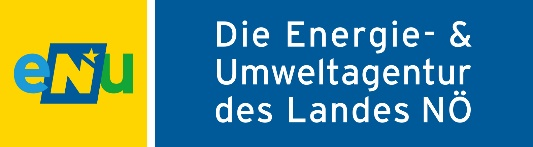 eNu
Die Energie- &
Umweltagentur
des Landes NÖ